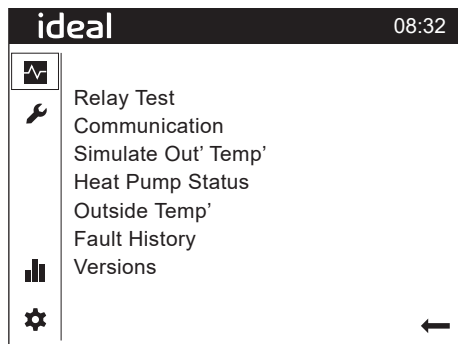 ideal 08:32
Relay Test
Communication
Simulate Out' Temp'
Heat Pump Status
Outside Temp'
Fault History
Versions